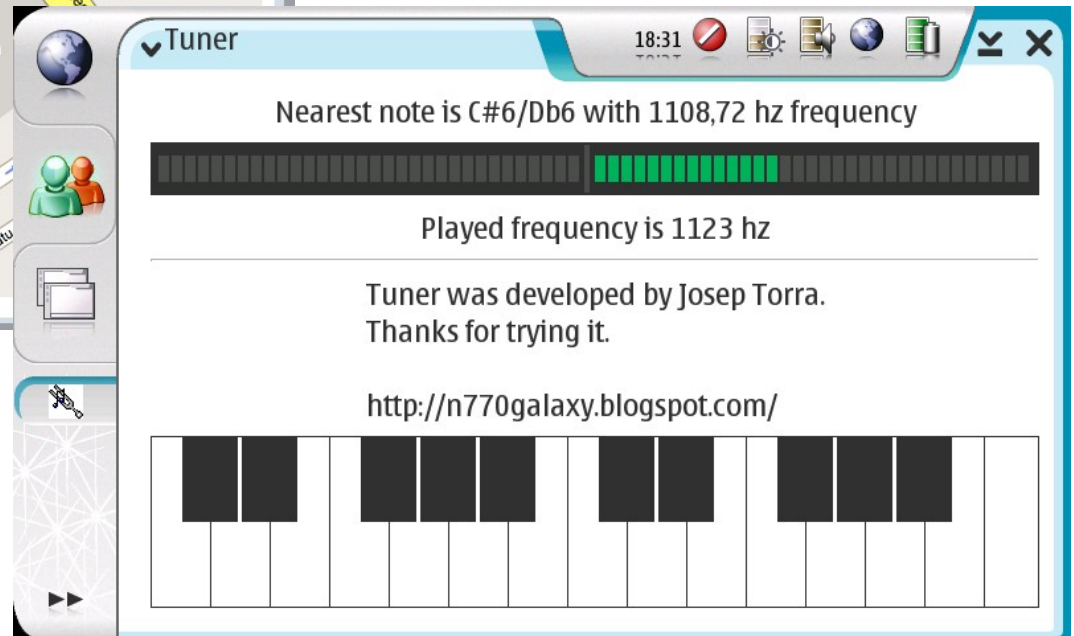 Tuner
18:31
Nearest note is C#6/Db6 with 1108,72 hz frequency
Played frequency is 1123 hz
Tuner was developed by Josep Torra.
Thanks for trying it.
http://n770galaxy.blogspot.com/